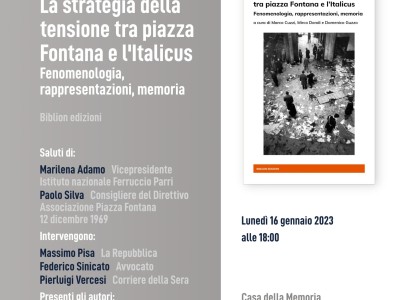 La strategia della
tensione tra piazza
Fontana e l'Italicus
Fenomenologia,
rappresentazioni, memoria
Biblion edizioni
Saluti di:
Marilena Adamo Vicepresidente
Istituto nazionale Ferruccio Parri
Paolo Silva Consigliere del Direttivo
Associazione Piazza Fontana
12 dicembre 1969
Intervengono:
Massimo Pisa La Repubblica
Federico Sinicato Avvocato
Pierluigi Vercesi Corriere della Sera
Presenti gli autori:
tra piazza Fontana e l'Italicus
Fenomenologia, rappresentazioni, memoria
a cura di Marco Cuzzi, Mirco Dondi e Domenico Guzzo
Lunedì 16 gennaio 2023
alle 18:00
Casa della Memoria